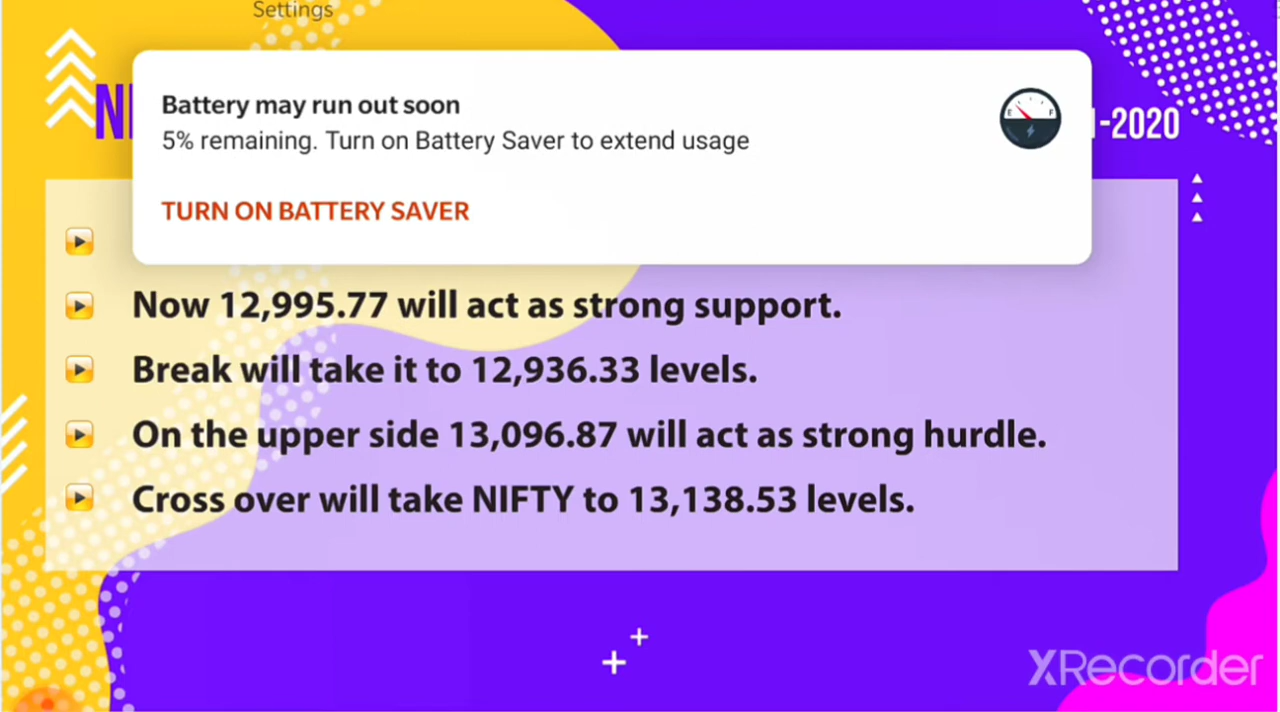 Settings
Battery may run out soon
5% remaining. Turn on Battery Saver to extend usage
-2020
TURN ON BATTERY SAVER
Now 12,995.77 will act as strong support.
Break will take it to 12,936.33 levels.
On the upper side 13,096.87 will act as strong hurdle.
Cross over will take NIFTY to 13,138.53 levels.
XRecorder